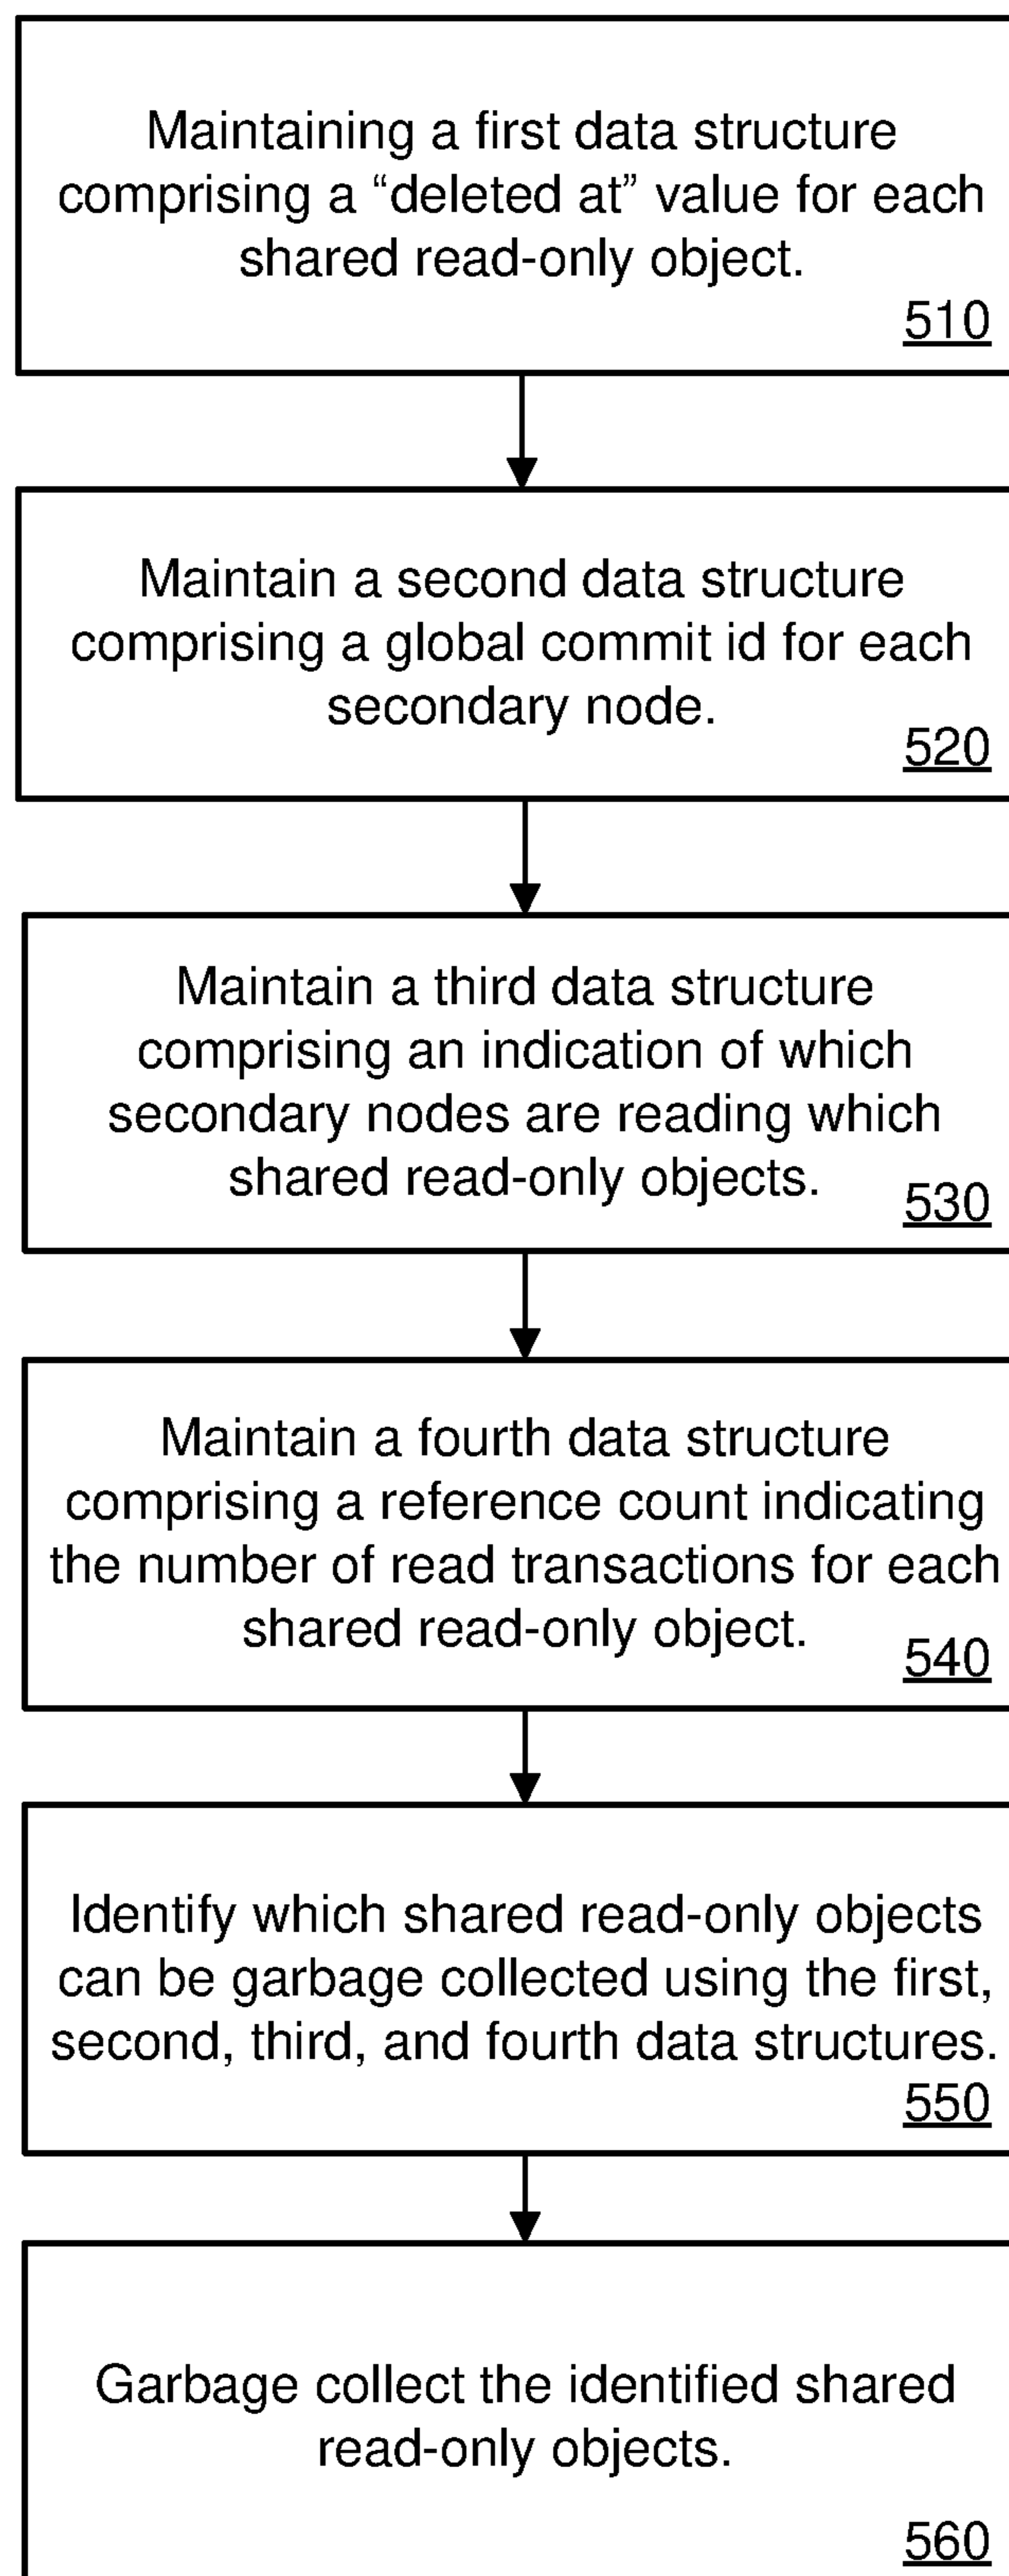 Maintaining a first data structure
comprising a “deleted at” value for each
shared read-only object.
510
Maintain a second data structure
comprising a global commit id for each
secondary node.
520
Maintain a third data structure
comprising an indication of which
secondary nodes are reading which
shared read-only objects.
530
Maintain a fourth data structure
comprising a reference count indicating
the number of read transactions for each
shared read-only object.
540
Identify which shared read-only objects
can be garbage collected using the first,
second, third, and fourth data structures.
550
Garbage collect the identified shared
read-only objects.
560